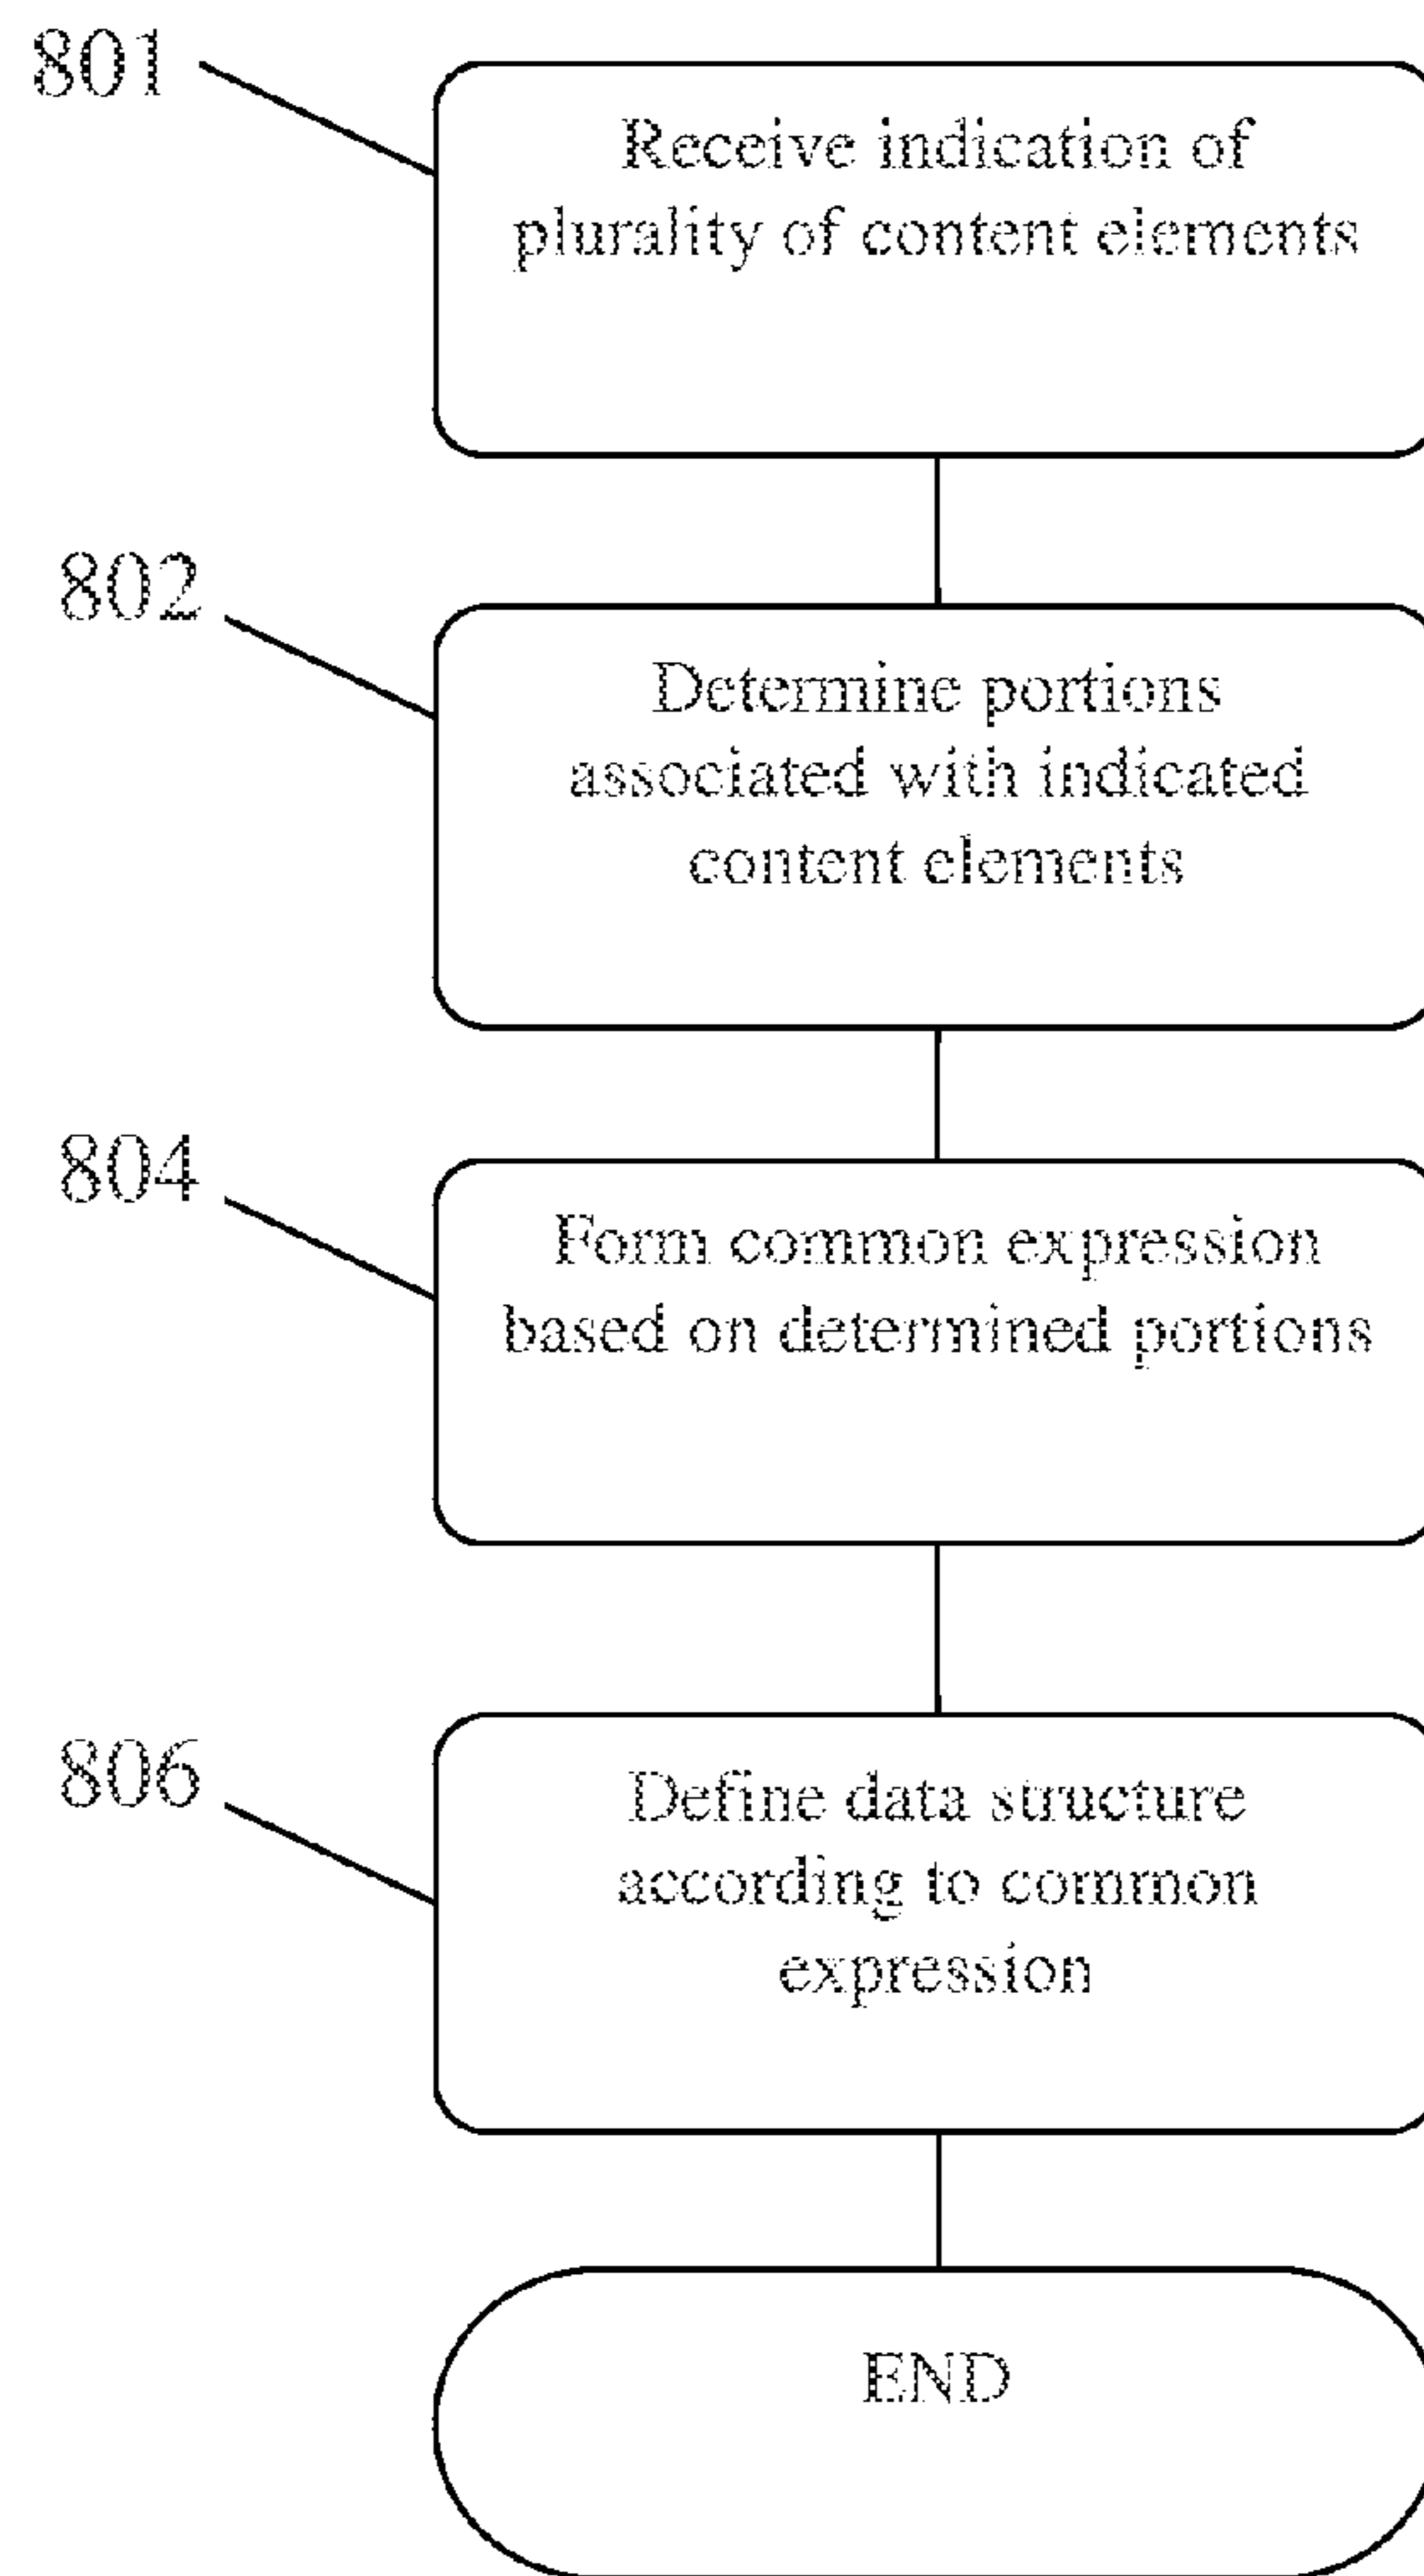 801
Receive indication of
plurality of content elements
802
Determine portions
associated with indicated
content elements
804
Form common expression
based on determined portions
806
Define data structure
according to common
expression
END